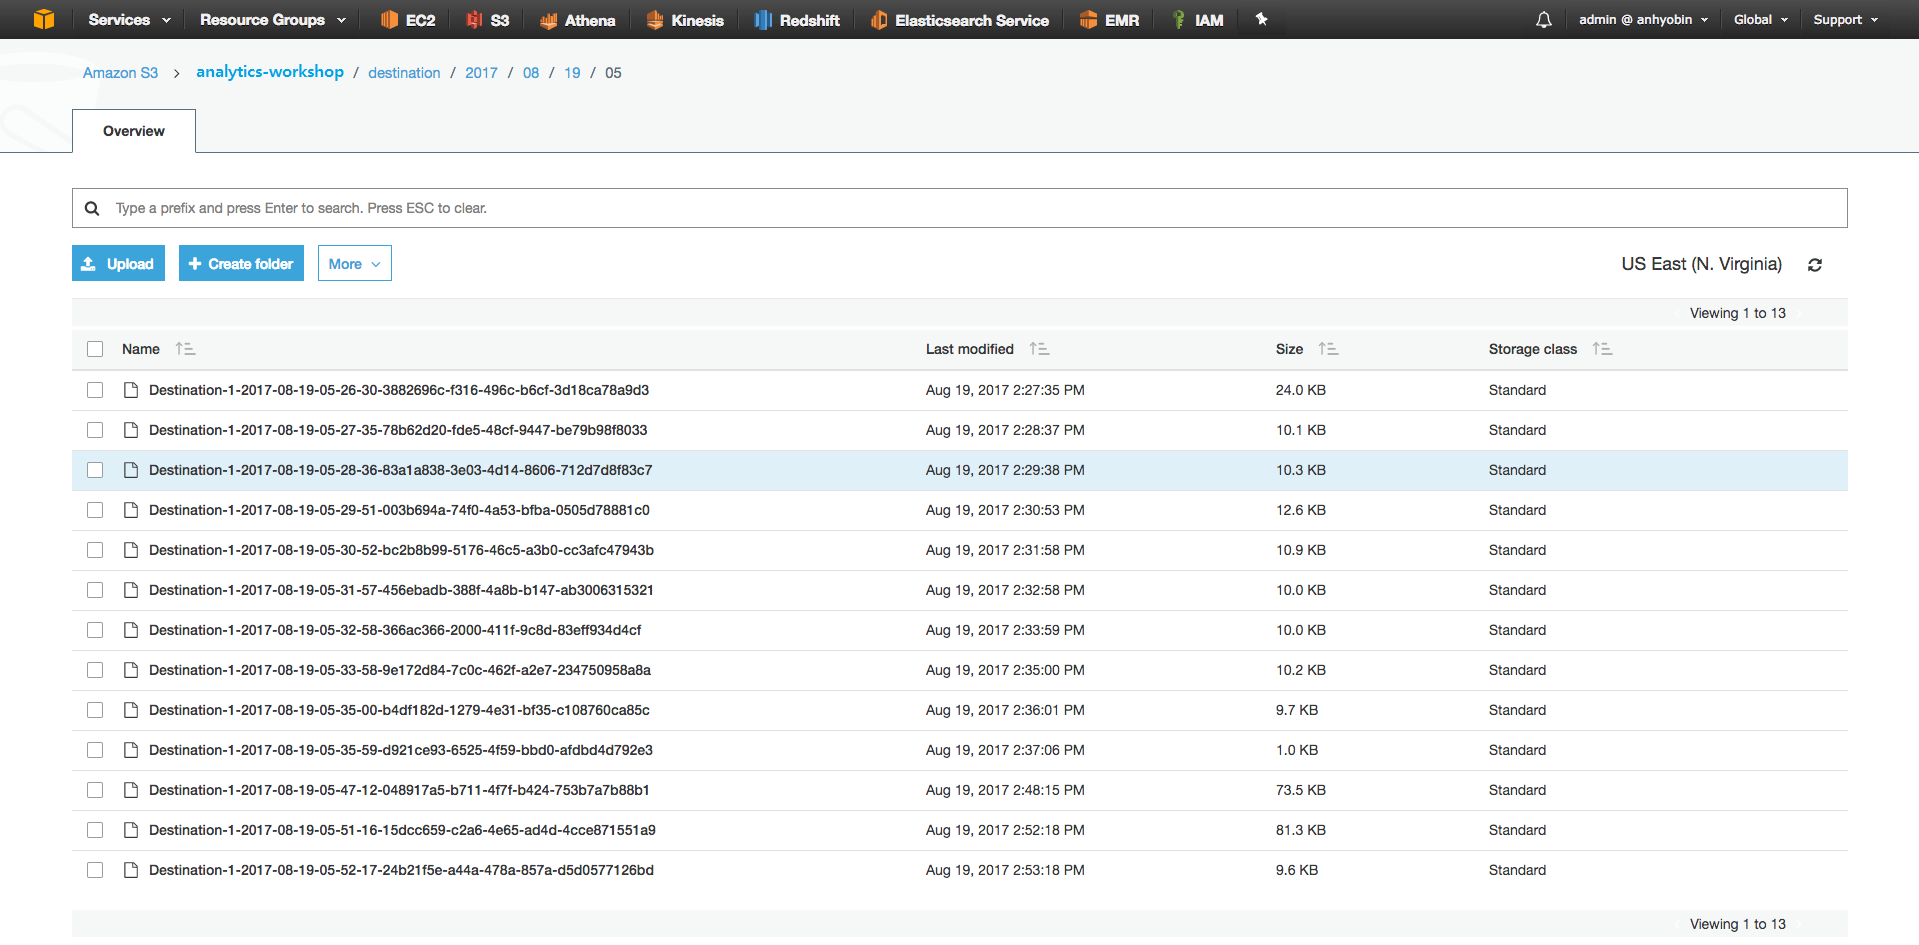 Services Resource Groups EC2 S3 Athena Kinesis Redshift Elasticsearch Service EMR IAM admin @ anhyobin Global Support
Amazon S3 > analytics-workshop / destination / 2017 / 08 / 19 / 05
Overview
Type a prefix and press Enter to search. Press ESC to clear.
Upload + Create folder More US East (N. Virginia)
Viewing 1 to 13
Name Last modified Size Storage class
Destination-1-2017-08-19-05-26-30-3882696c-f316-496c-b6cf-3d18ca78a9d3 Aug 19, 2017 2:27:35 PM 24.0 KB Standard
Destination-1-2017-08-19-05-27-35-78b62d20-fde5-48cf-9447-be79b98f8033 Aug 19, 2017 2:28:37 PM 10.1 KB Standard
Destination-1-2017-08-19-05-28-36-83a1a838-3e03-4d14-8606-712d7d8f83c7 Aug 19, 2017 2:29:38 PM 10.3 KB Standard
Destination-1-2017-08-19-05-29-51-003b694a-74f0-4a53-bfba-0505d78881c0 Aug 19, 2017 2:30:53 PM 12.6 KB Standard
Destination-1-2017-08-19-05-30-52-bc2b8b99-5176-46c5-a3b0-cc3afc47943b Aug 19, 2017 2:31:58 PM 10.9 KB Standard
Destination-1-2017-08-19-05-31-57-456ebadb-388f-4a8b-b147-ab3006315321 Aug 19, 2017 2:32:58 PM 10.0 KB Standard
Destination-1-2017-08-19-05-32-58-366ac366-2000-411f-9c8d-83eff934d4cf Aug 19, 2017 2:33:59 PM 10.0 KB Standard
Destination-1-2017-08-19-05-33-58-9e172d84-7c0c-462f-a2e7-234750958a8a Aug 19, 2017 2:35:00 PM 10.2 KB Standard
Destination-1-2017-08-19-05-35-00-b4df182d-1279-4e31-bf35-c108760ca85c Aug 19, 2017 2:36:01 PM 9.7 KB Standard
Destination-1-2017-08-19-05-35-59-d921ce93-6525-4f59-bbd0-afdbd4d792e3 Aug 19, 2017 2:37:06 PM 1.0 KB Standard
Destination-1-2017-08-19-05-47-12-048917a5-b711-4f7f-b424-753b7a7b88b1 Aug 19, 2017 2:48:15 PM 73.5 KB Standard
Destination-1-2017-08-19-05-51-16-15dcc659-c2a6-4e65-ad4d-4cce871551a9 Aug 19, 2017 2:52:18 PM 81.3 KB Standard
Destination-1-2017-08-19-05-52-17-24b21f5e-a44a-478a-857a-d5d0577126bd Aug 19, 2017 2:53:18 PM 9.6 KB Standard
Viewing 1 to 13